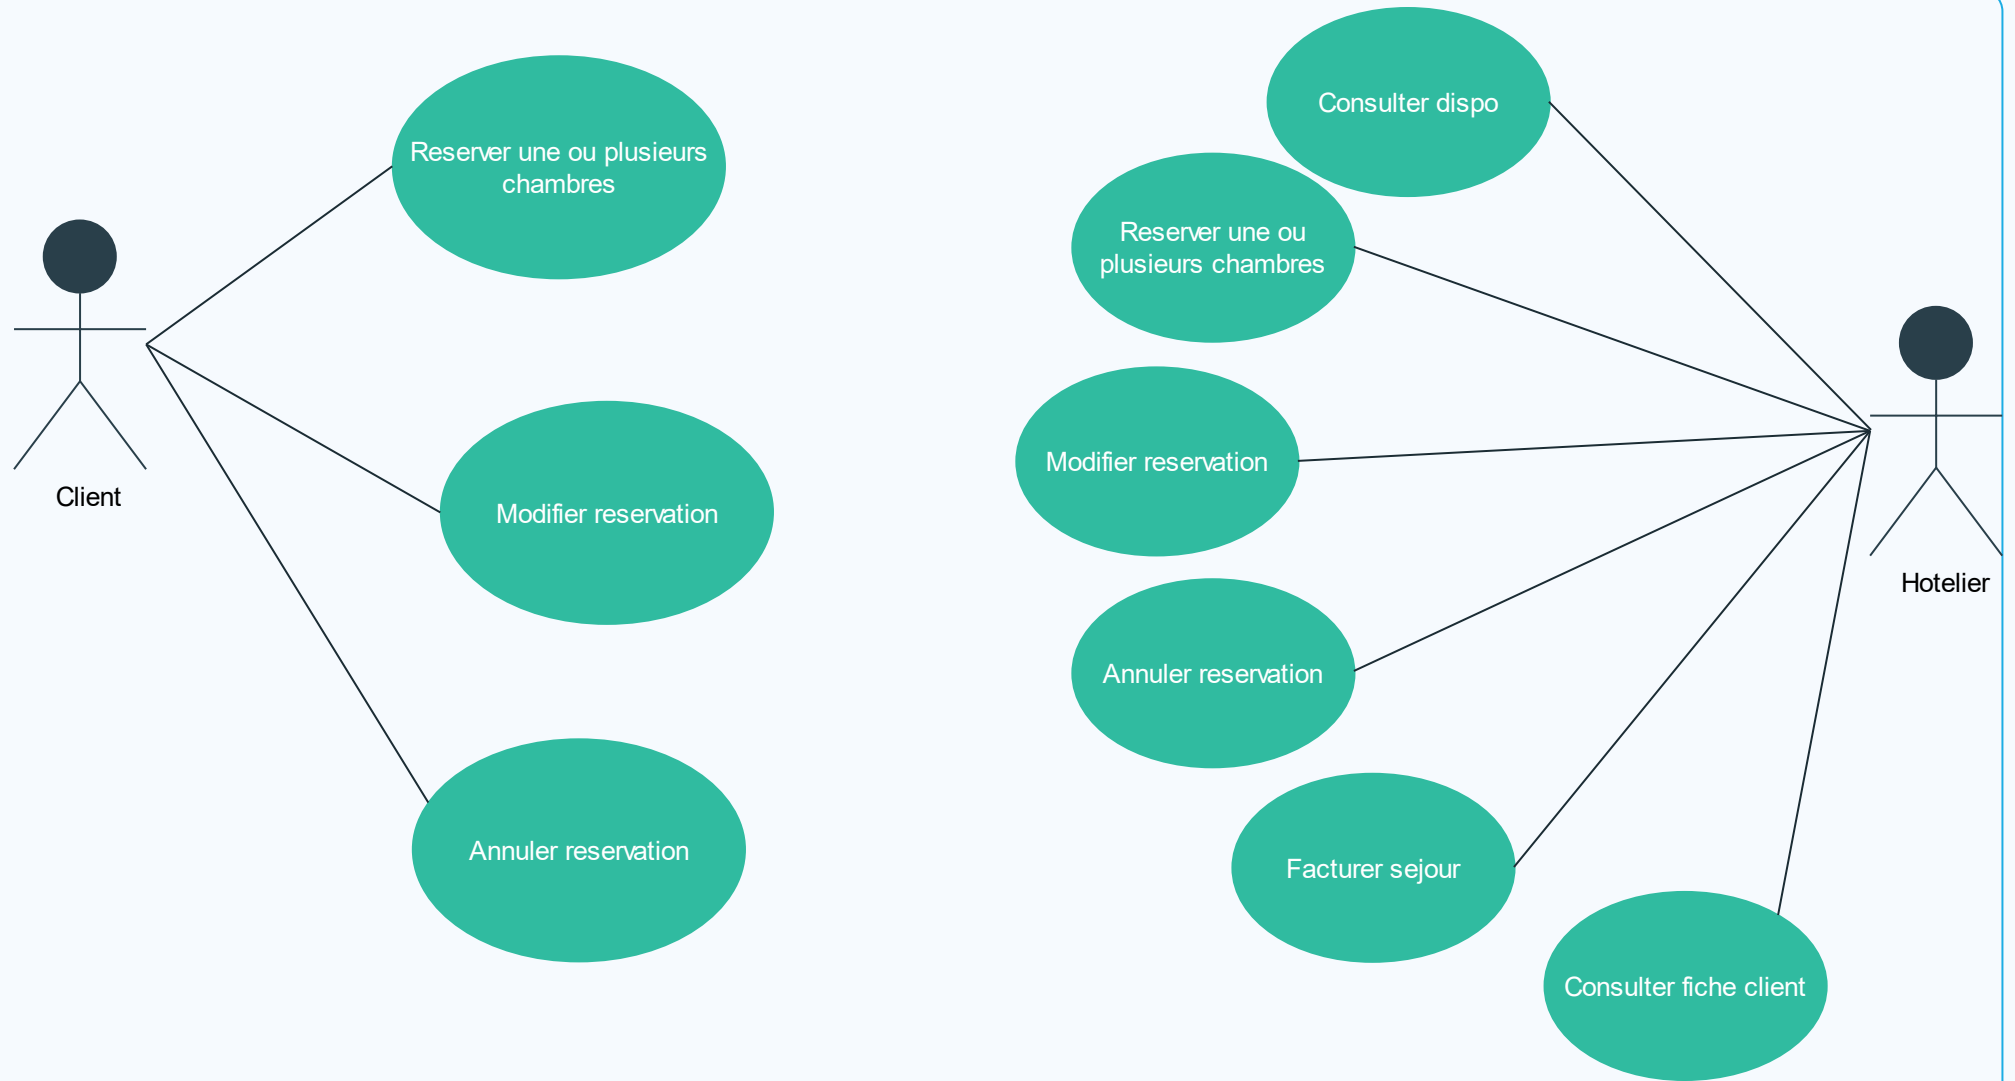 Reserver une ou plusieurs
chambres
Client
Modifier reservation
Annuler reservation
Consulter dispo
Reserver une ou
plusieurs chambres
Modifier reservation
Annuler reservation
Facturer sejour
Consulter fiche client
Hotelier